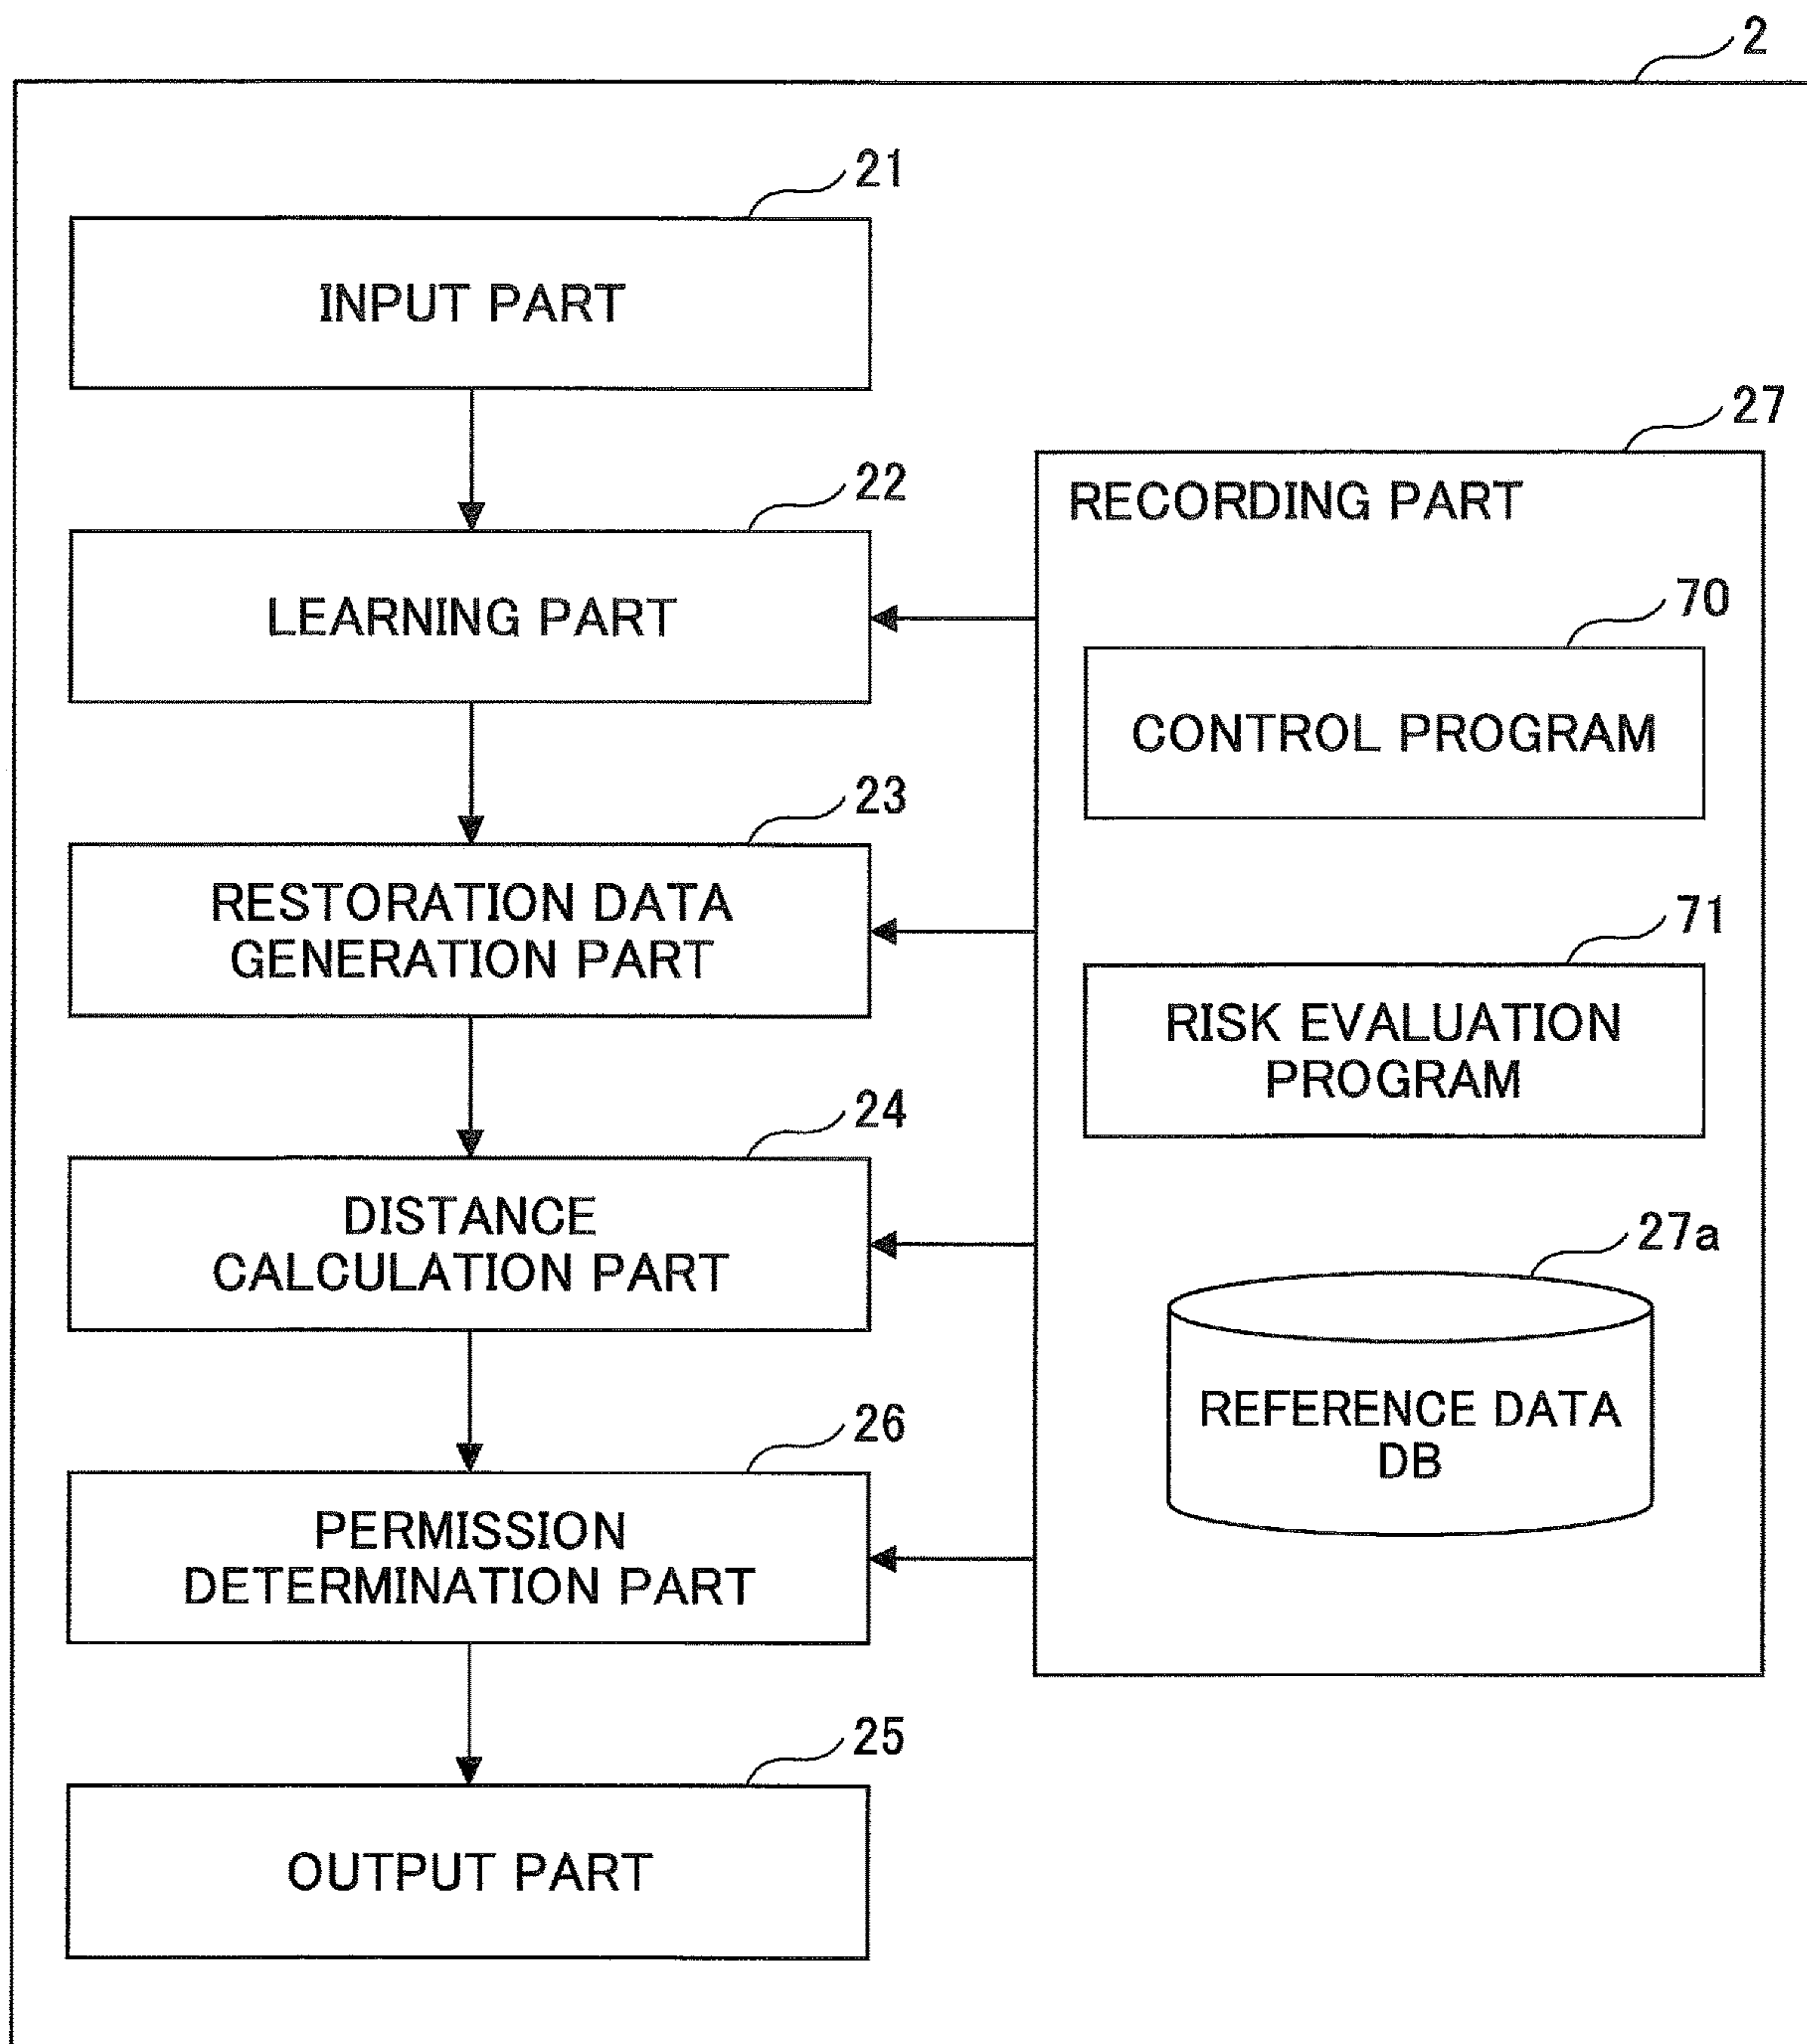 2
21
INPUT PART
22
LEARNING PART
23
RESTORATION DATA
GENERATION PART
24
DISTANCE
CALCULATION PART
26
PERMISSION
DETERMINATION PART
25
OUTPUT PART
27
RECORDING PART
70
CONTROL PROGRAM
71
RISK EVALUATION
PROGRAM
27a
REFERENCE DATA
DB